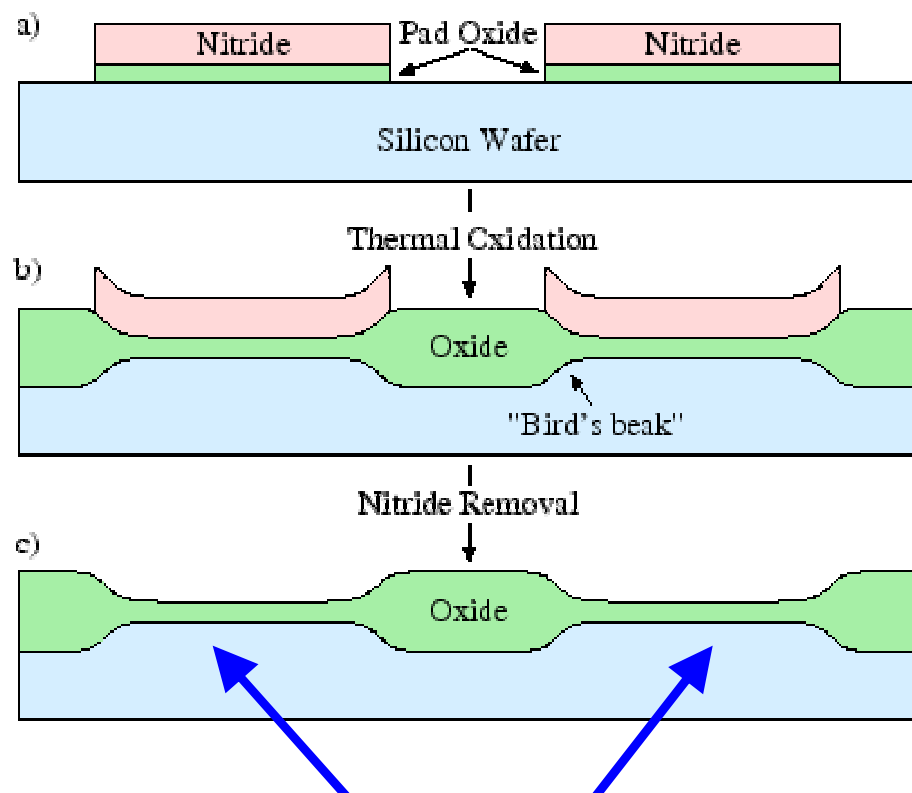 a)
Nitride
Pad Oxide
Nitride
Silicon Wafer
Thermal Cxidation
b)
Oxide
"Bird's beak"
Nitride Removal
c)
Oxide